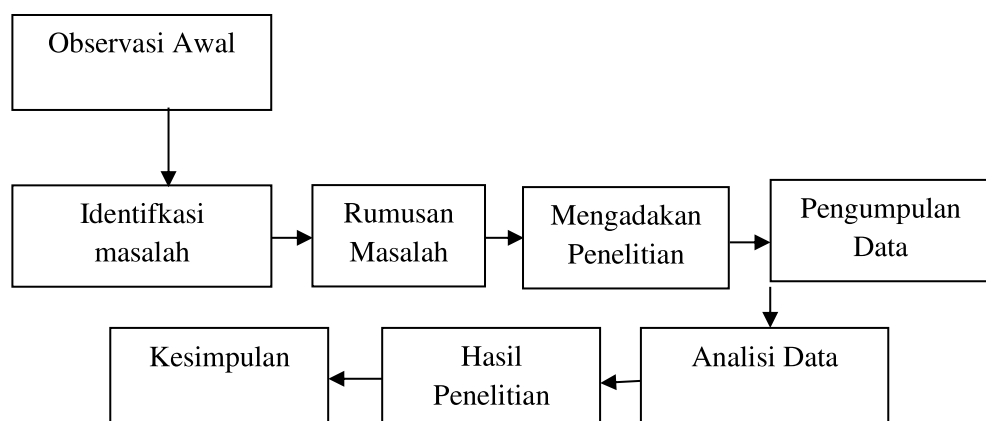 Observasi Awal
Identifkasi
masalah
Rumusan
Masalah
Mengadakan
Penelitian
Pengumpulan
Data
Analisi Data
Hasil
Penelitian
Kesimpulan